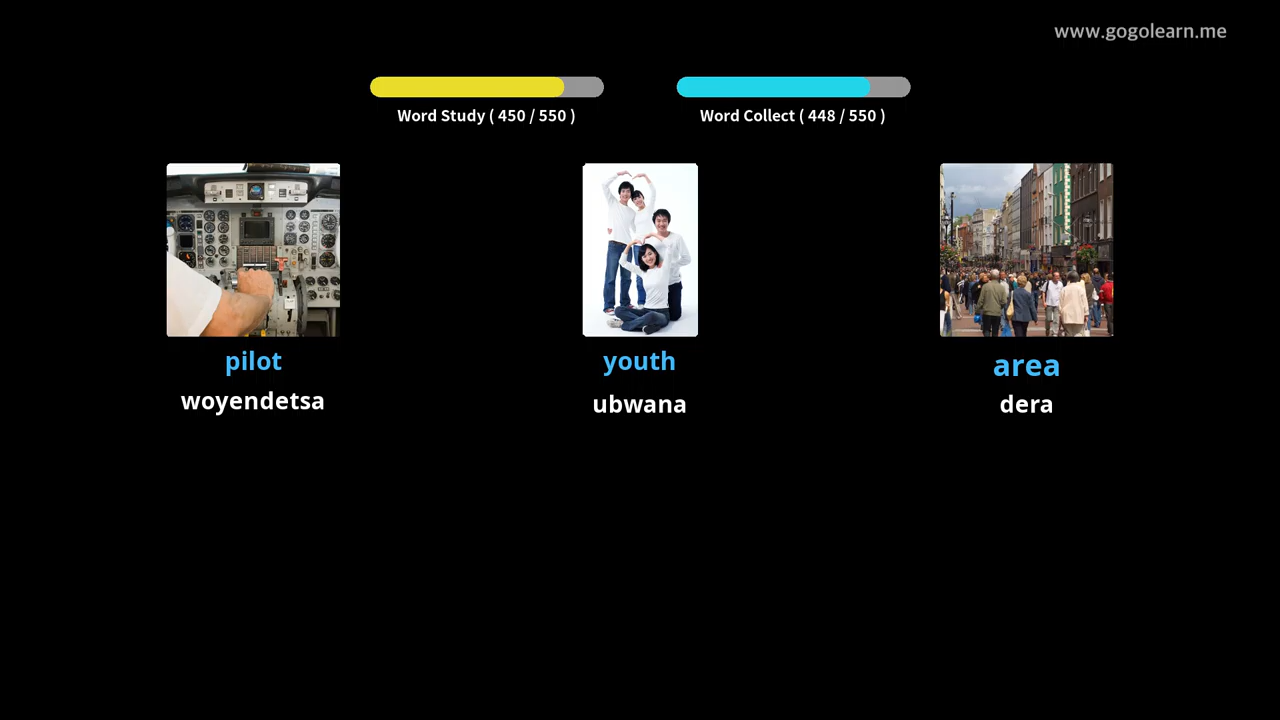 www.gogolearn.me
Word Study ( 450 / 550 )
Word Collect ( 448 / 550 )
pilot
woyendetsa
youth
ubwana
area
dera